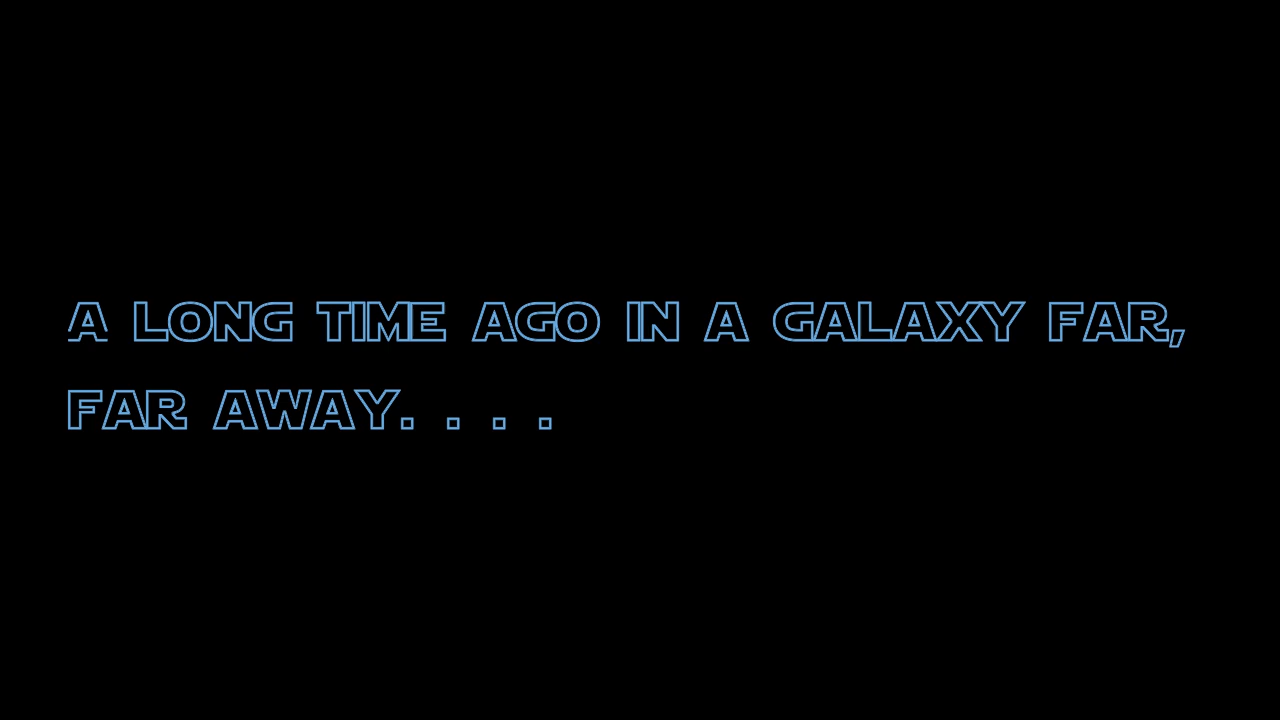 A LONG TIME AGO IN A GALAXY FAR,
FAR AWAY. . . .